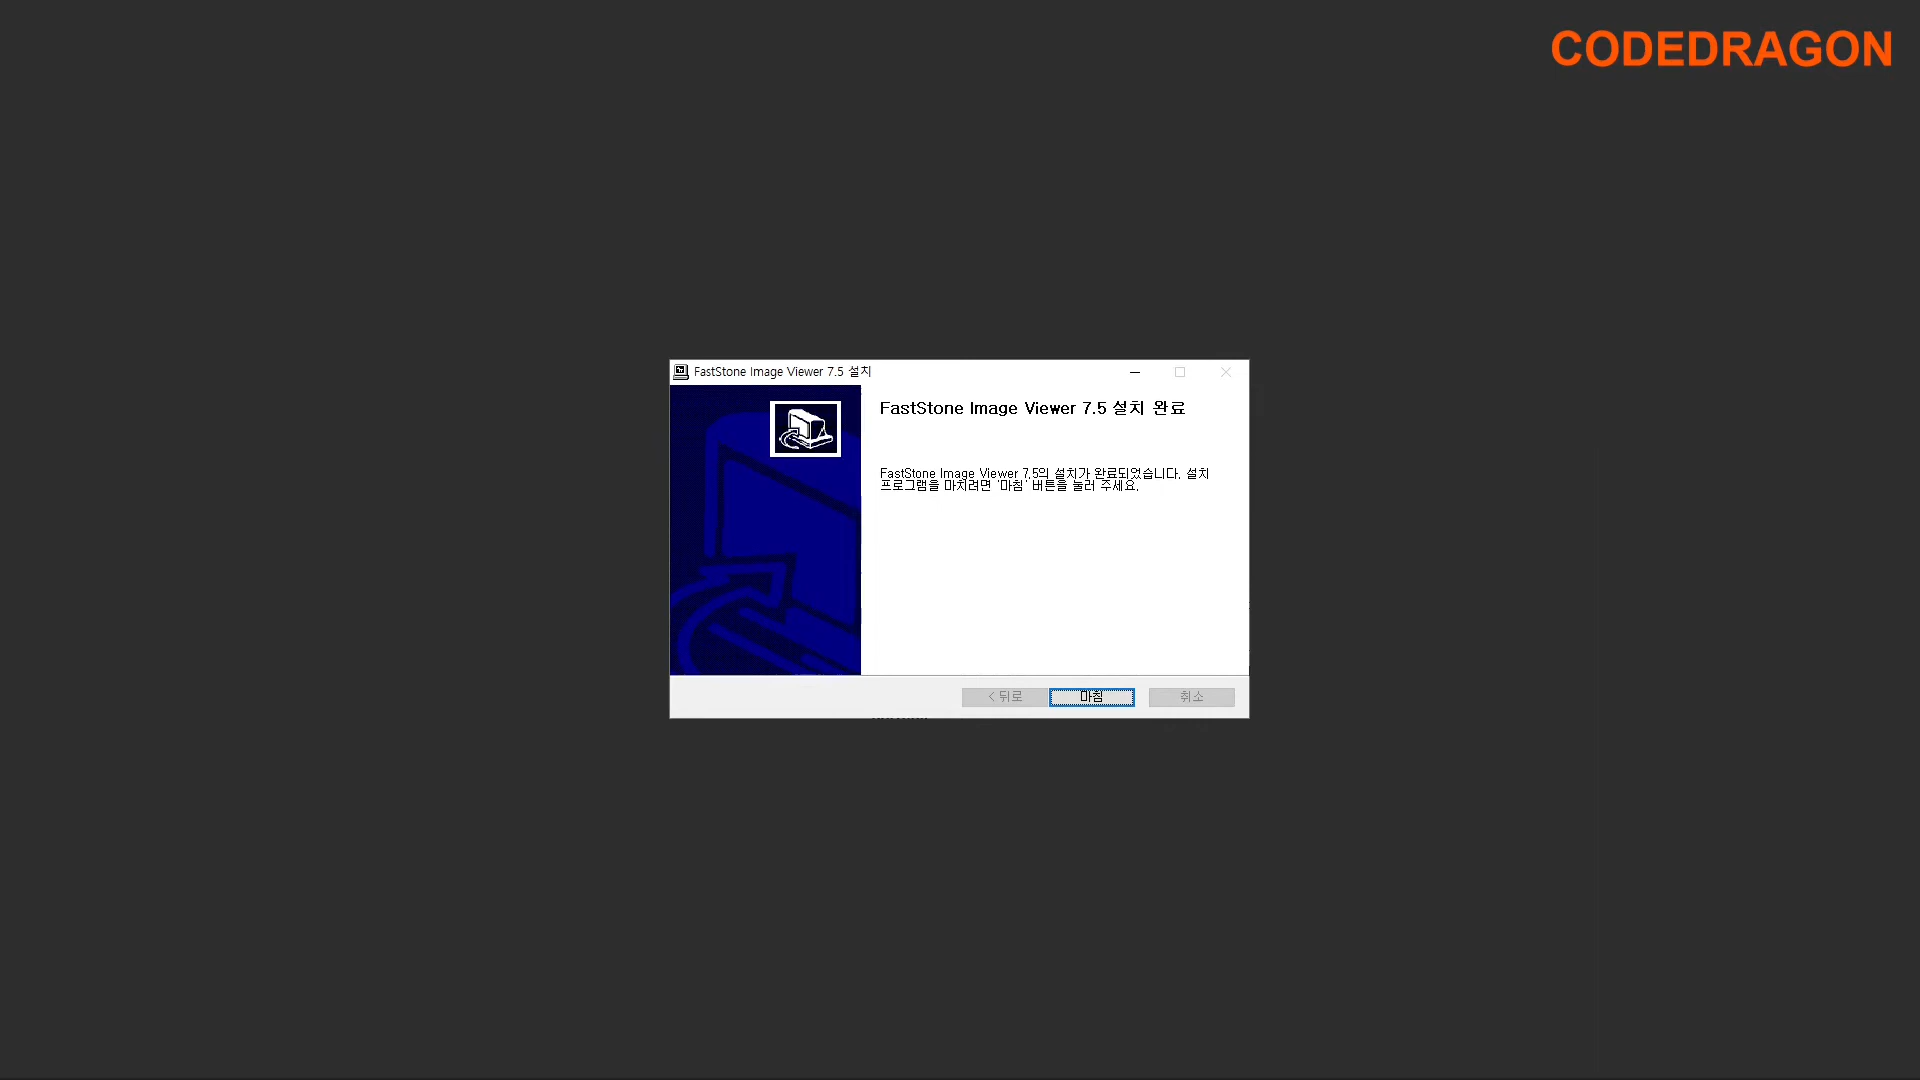 CODEDRAGON
FastStone Image Viewer 7.5 설치
FastStone Image Viewer 7.5 설치 완료
FastStone Image Viewer 7.5의 설치가 완료되었습니다. 설치
프로그램을 마치려면 '마침' 버튼을 눌러 주세요.
< 뒤로 마침 취소